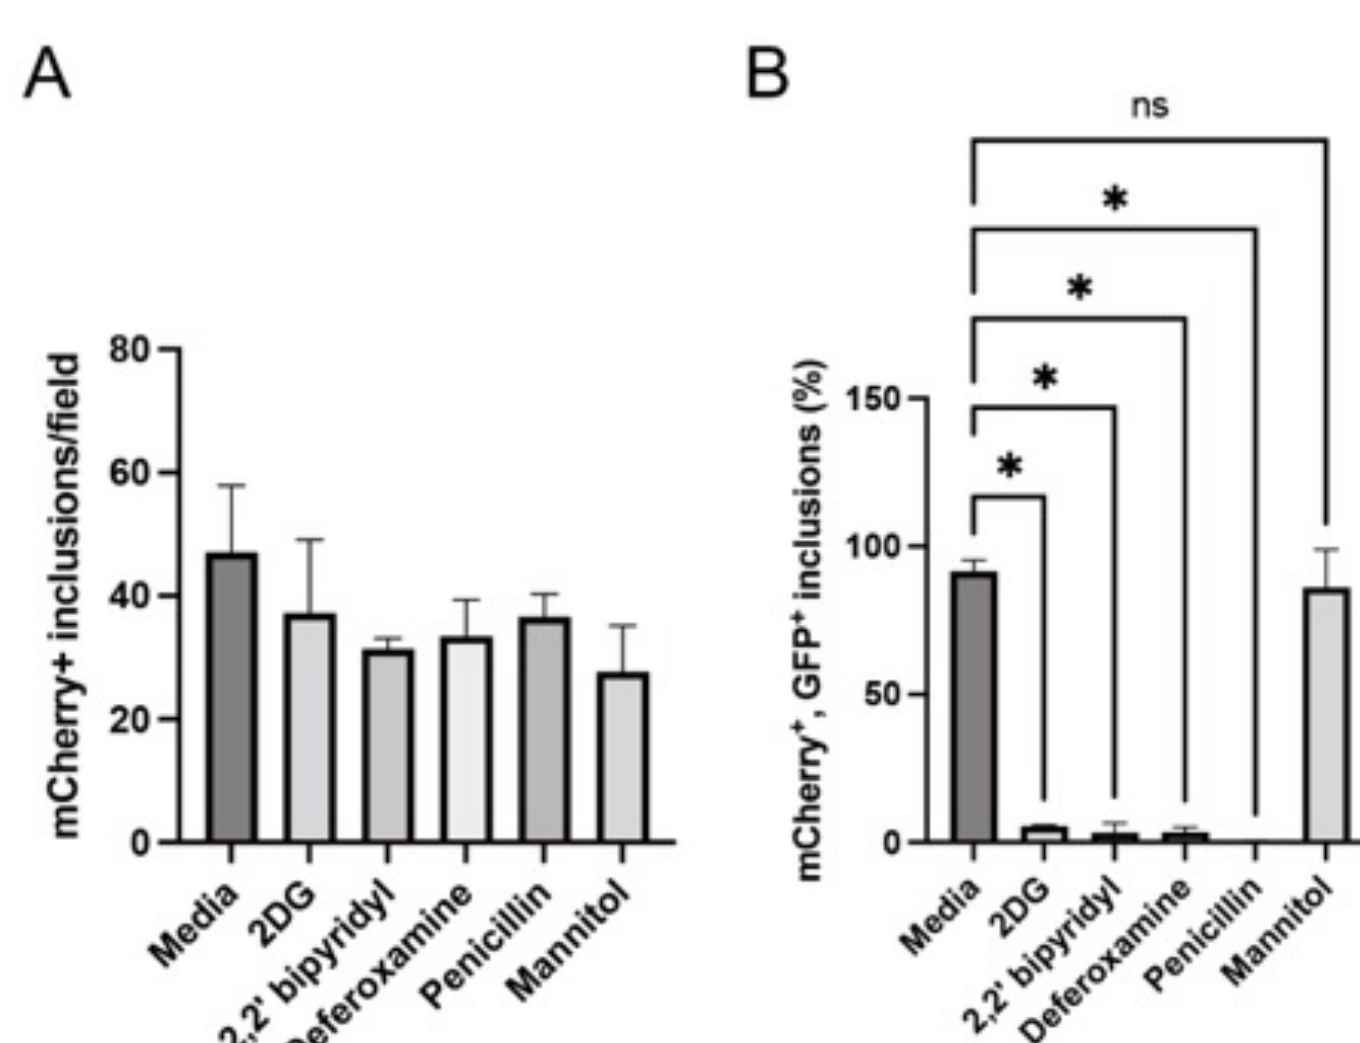 A
mCherry+ inclusions/field
80
60
40
20
0
Media
2DG
2,2' bipyridyl
Deferoxamine
Penicillin
Mannitol
B
ns
*
*
*
*
mCherry+, GFP+ inclusions (%)
150
100
50
0
Media
2DG
2,2' bipyridyl
Deferoxamine
Penicillin
Mannitol